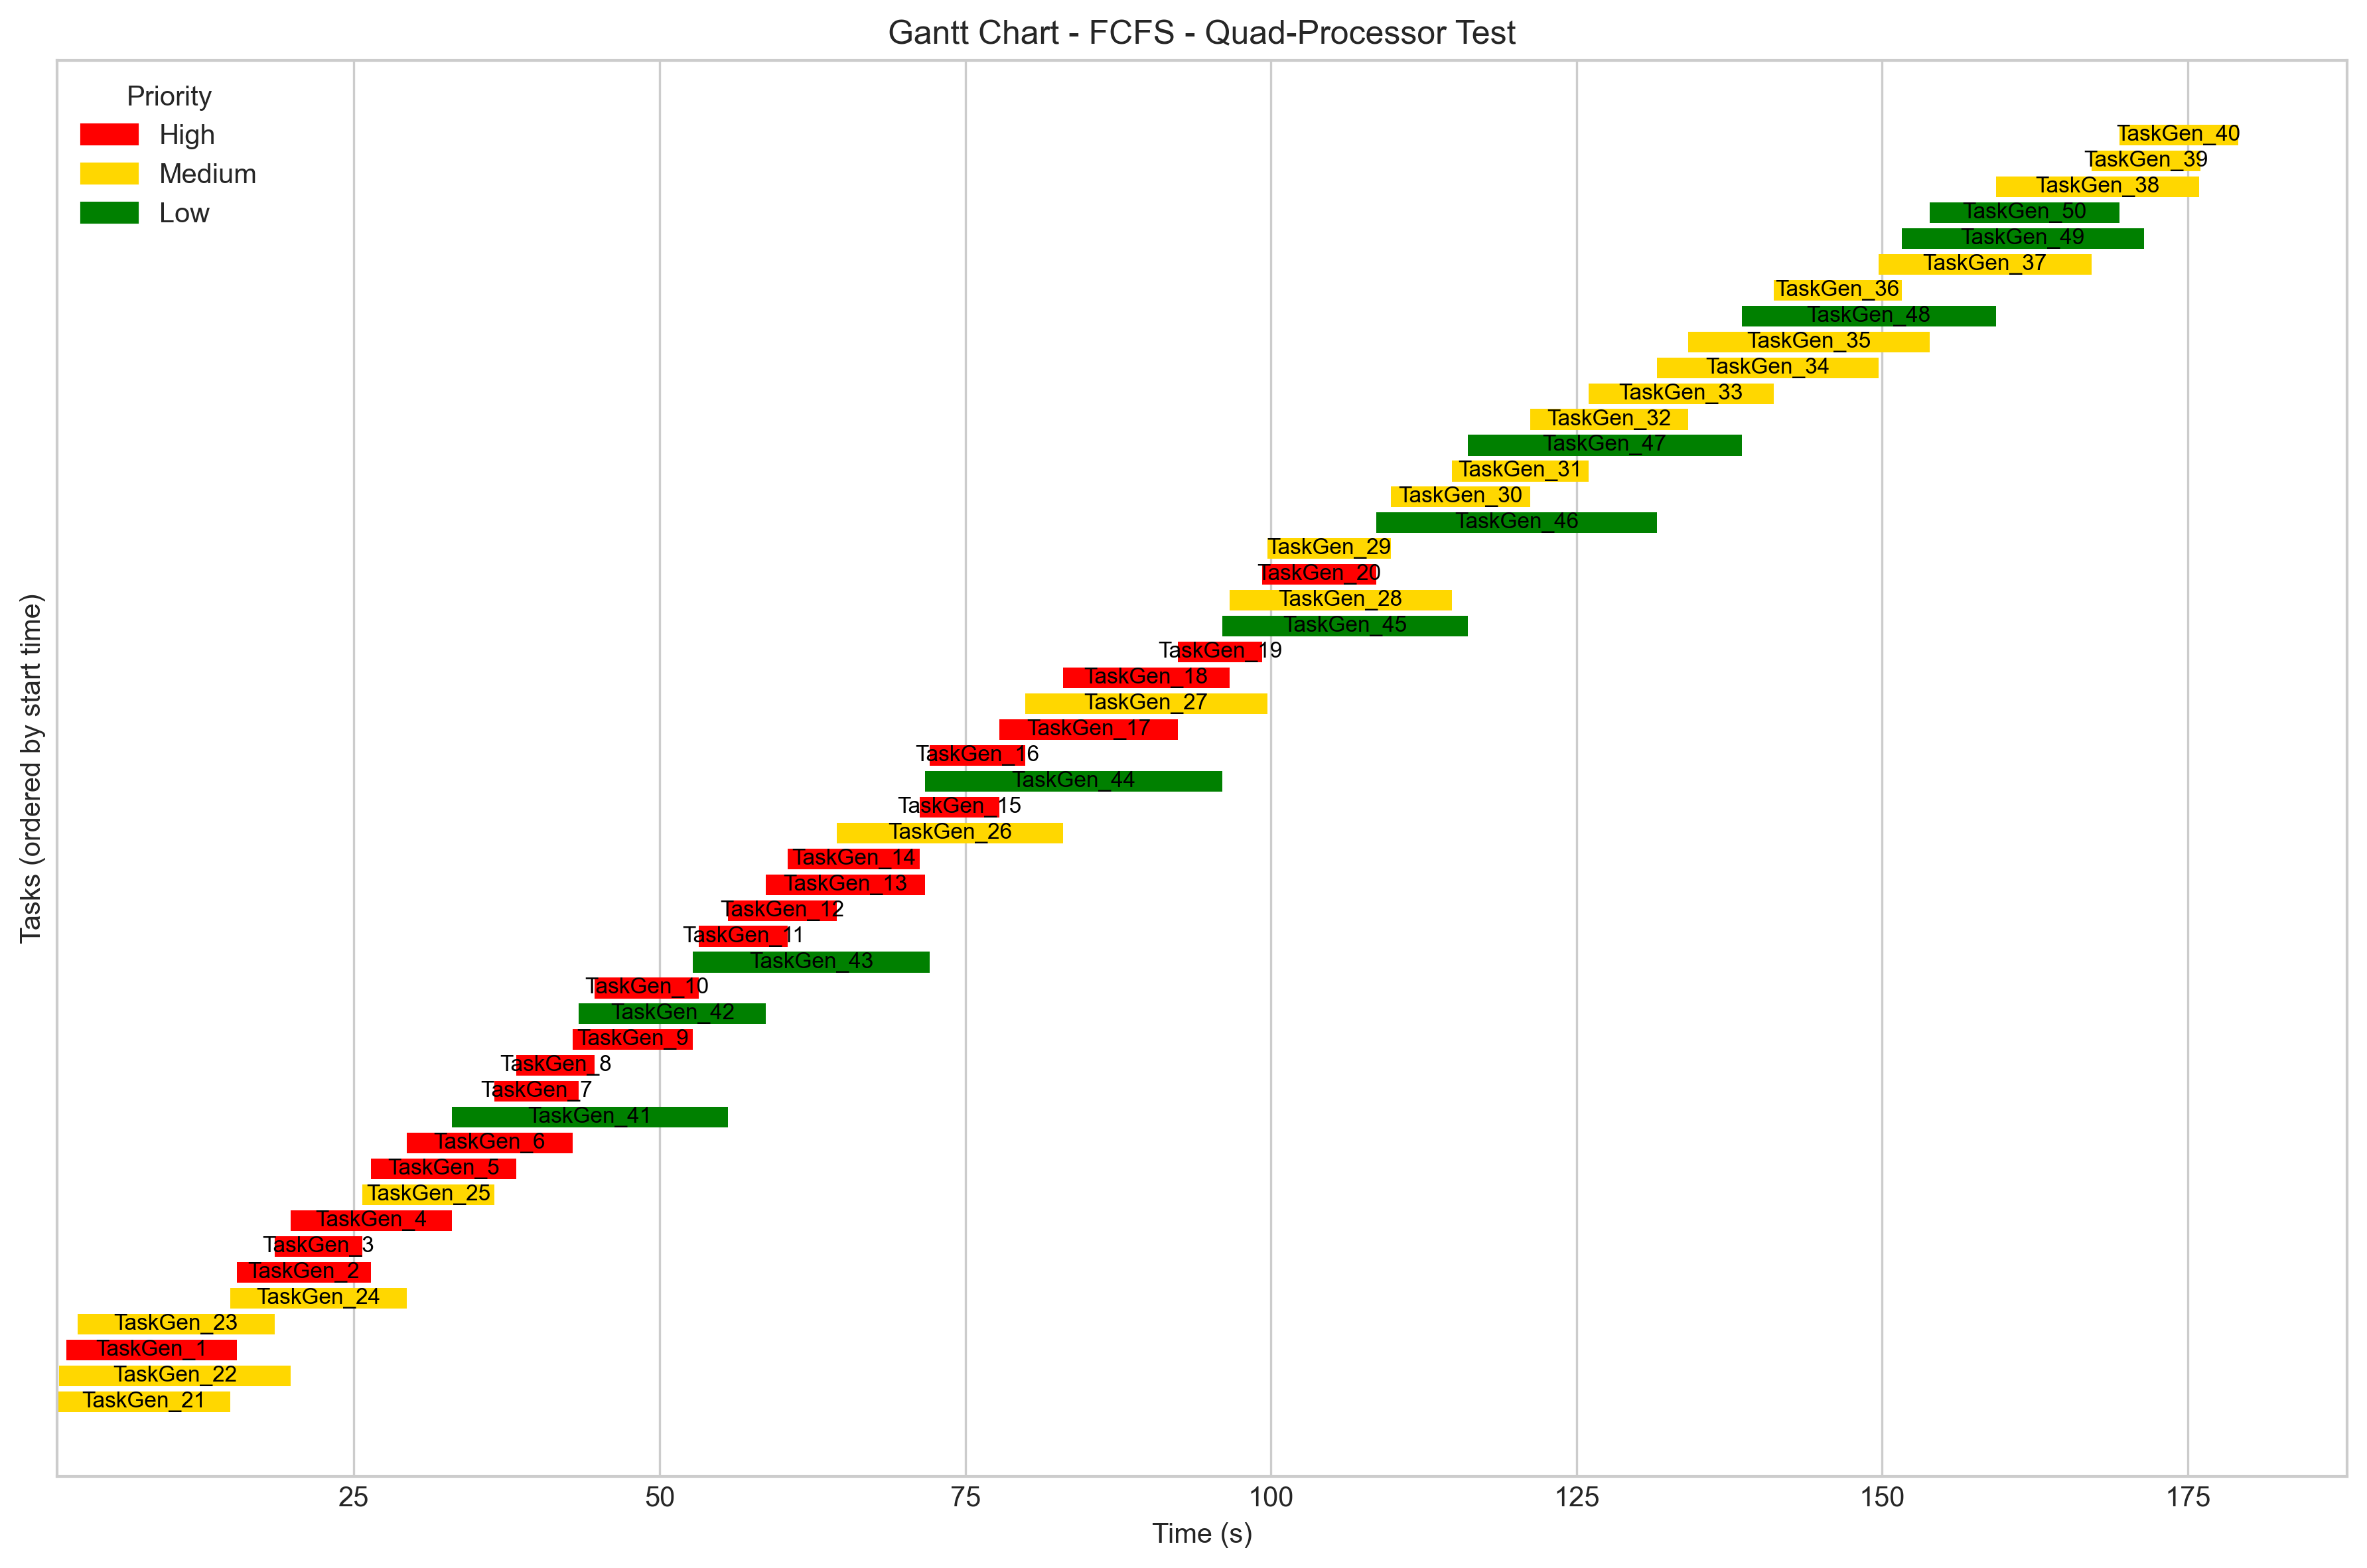 Gantt Chart - FCFS - Quad-Processor Test
Priority
High
Medium
Low
TaskGen_40
TaskGen_39
TaskGen_38
TaskGen_50
TaskGen_49
TaskGen_37
TaskGen_36
TaskGen_48
TaskGen_35
TaskGen_34
TaskGen_33
TaskGen_32
TaskGen_47
TaskGen_31
TaskGen_30
TaskGen_46
TaskGen_29
TaskGen_20
TaskGen_28
TaskGen_45
TaskGen_19
TaskGen_18
TaskGen_27
TaskGen_17
TaskGen_16
TaskGen_44
TaskGen_15
TaskGen_26
TaskGen_14
TaskGen_13
TaskGen_12
TaskGen_11
TaskGen_43
TaskGen_10
TaskGen_42
TaskGen_9
TaskGen_8
TaskGen_7
TaskGen_41
TaskGen_6
TaskGen_5
TaskGen_25
TaskGen_4
TaskGen_3
TaskGen_2
TaskGen_24
TaskGen_23
TaskGen_1
TaskGen_22
TaskGen_21
Tasks (ordered by start time)
25 50 75 100 125 150 175
Time (s)